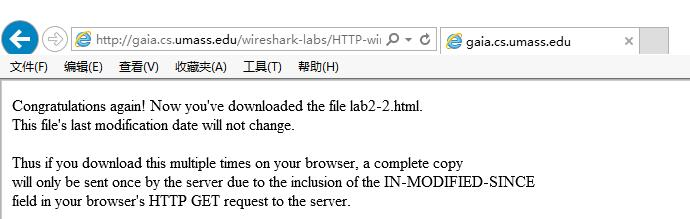 http://gaia.cs.umass.edu/wireshark-labs/HTTP-wir
gaia.cs.umass.edu
文件(F) 编辑(E) 查看(V) 收藏夹(A) 工具(T) 帮助(H)
Congratulations again! Now you've downloaded the file lab2-2.html.
This file's last modification date will not change.
Thus if you download this multiple times on your browser, a complete copy
will only be sent once by the server due to the inclusion of the IN-MODIFIED-SINCE
field in your browser's HTTP GET request to the server.